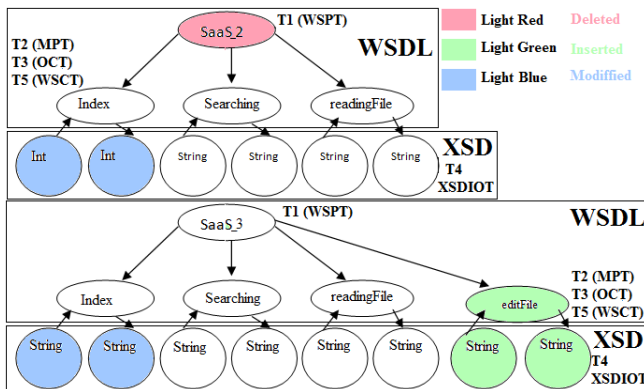 SaaS_2
T1 (WSPT)
WSDL
T2 (MPT)
T3 (OCT)
T5 (WSCT)
Light Red Deleted
Light Green Inserted
Light Blue Modiffied
Index
Searching
readingFile
Int
Int
String
String
String
String
XSD
T4
XSDIOT
SaaS_3
T1 (WSPT)
WSDL
T2 (MPT)
T3 (OCT)
T5 (WSCT)
Index
Searching
readingFile
editFile
String
String
String
String
String
String
String
String
XSD
T4
XSDIOT